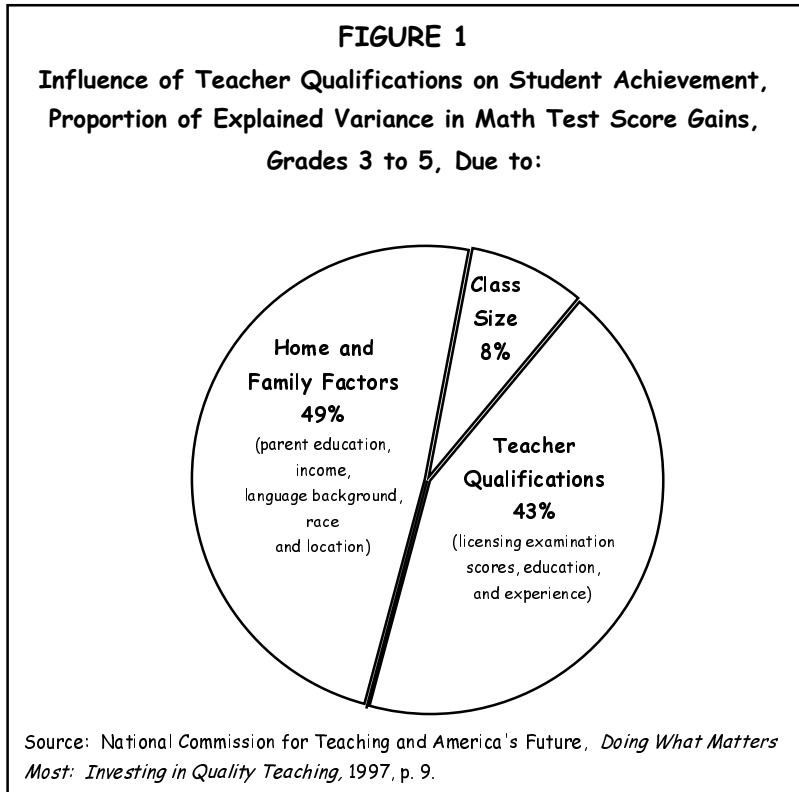 FIGURE 1
Influence of Teacher Qualifications on Student Achievement,
Proportion of Explained Variance in Math Test Score Gains,
Grades 3 to 5, Due to:
Class
Size
8%
Home and
Family Factors
49%
(parent education,
income,
language background,
race
and location)
Teacher
Qualifications
43%
(licensing examination
scores, education,
and experience)
Source: National Commission for Teaching and America's Future, Doing What Matters
Most: Investing in Quality Teaching, 1997, p. 9.